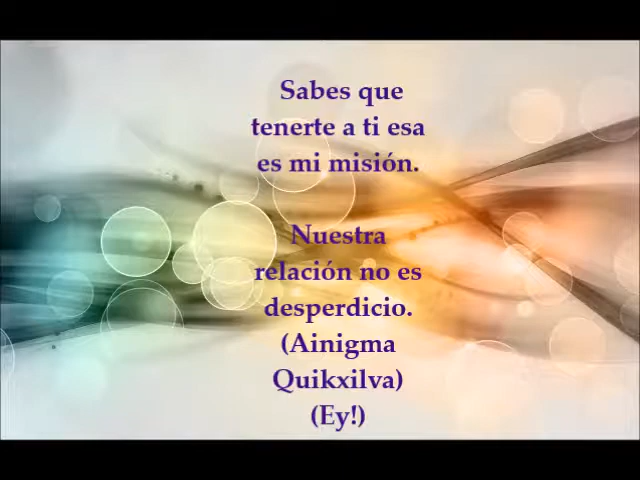 Sabes que
tenerte a ti esa
es mi misión.
Nuestra
relación no es
desperdicio.
(Ainigma
Quikxilva)
(Ey!)